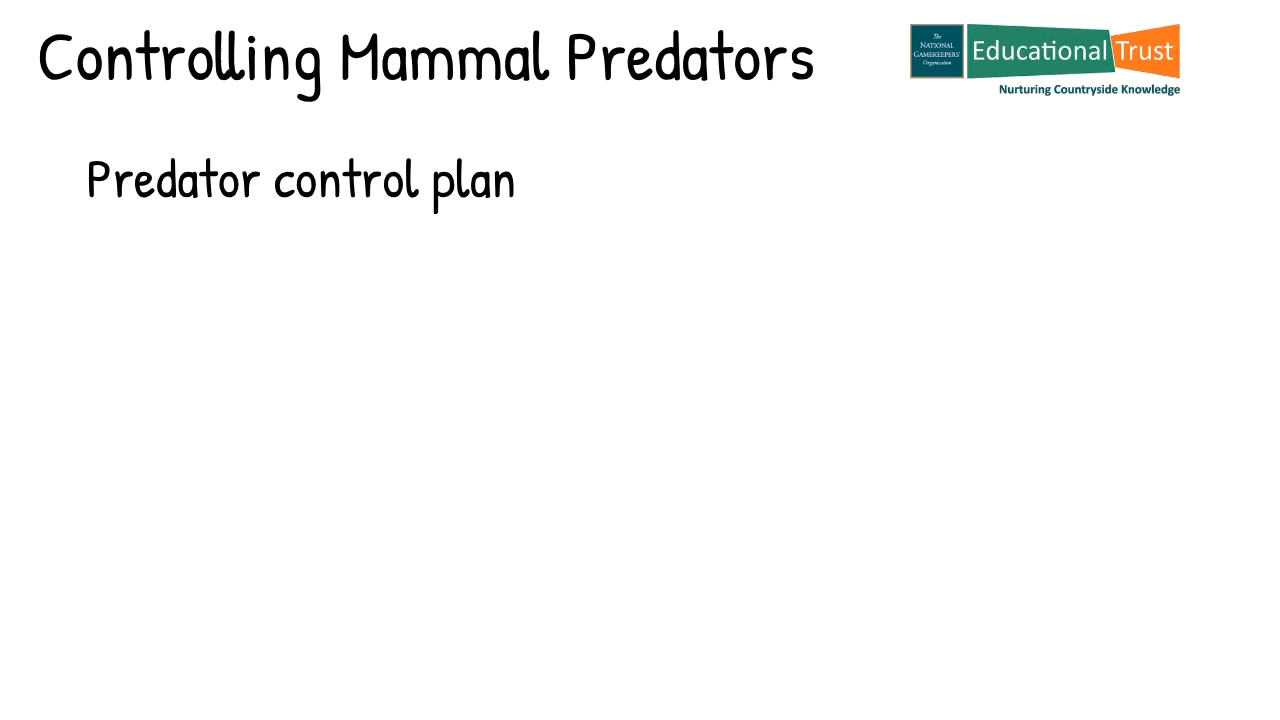 Controlling Mammal Predators
The
NATIONAL
GAMEKEEPERS'
Organisation
Educational Trust
Nurturing Countryside Knowledge
Predator control plan